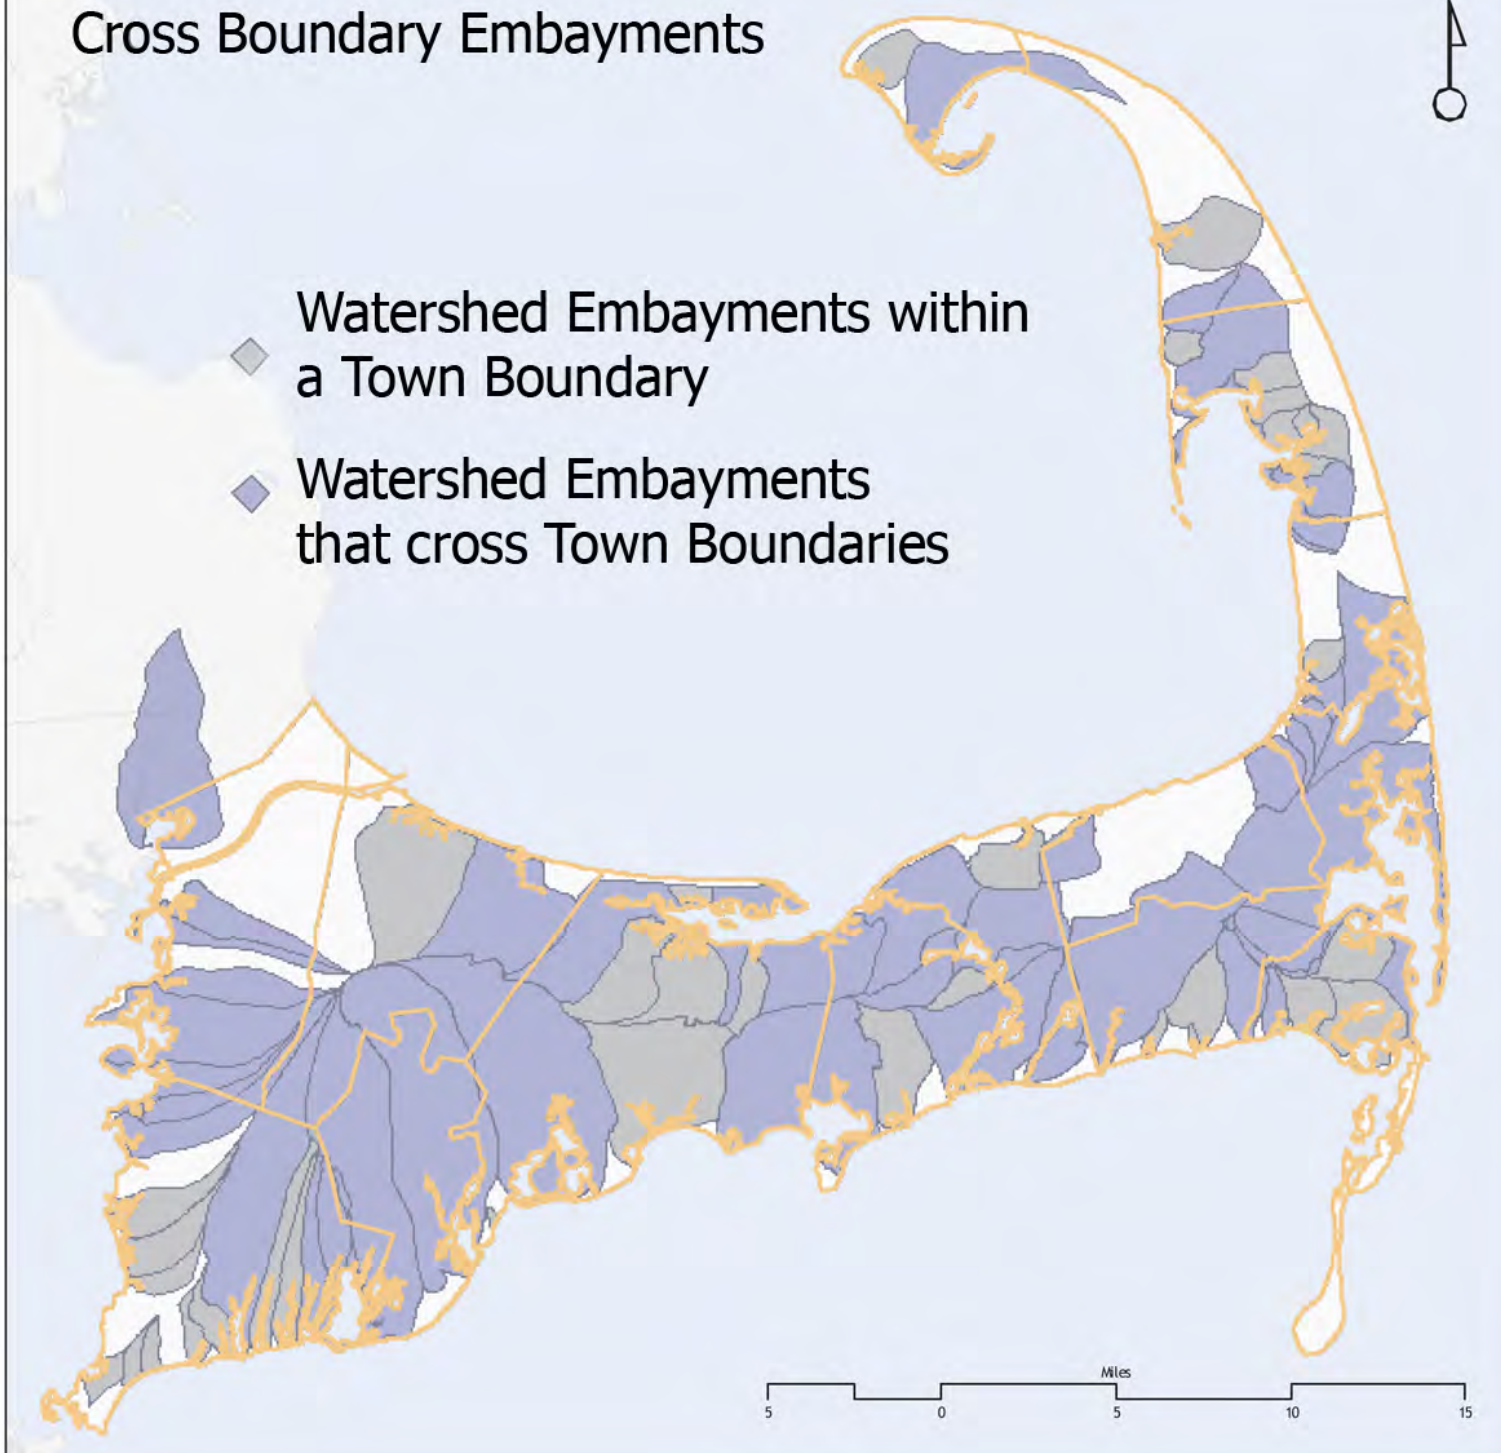 Cross Boundary Embayments
Watershed Embayments within
a Town Boundary
Watershed Embayments
that cross Town Boundaries
Miles
5 0 5 10 15